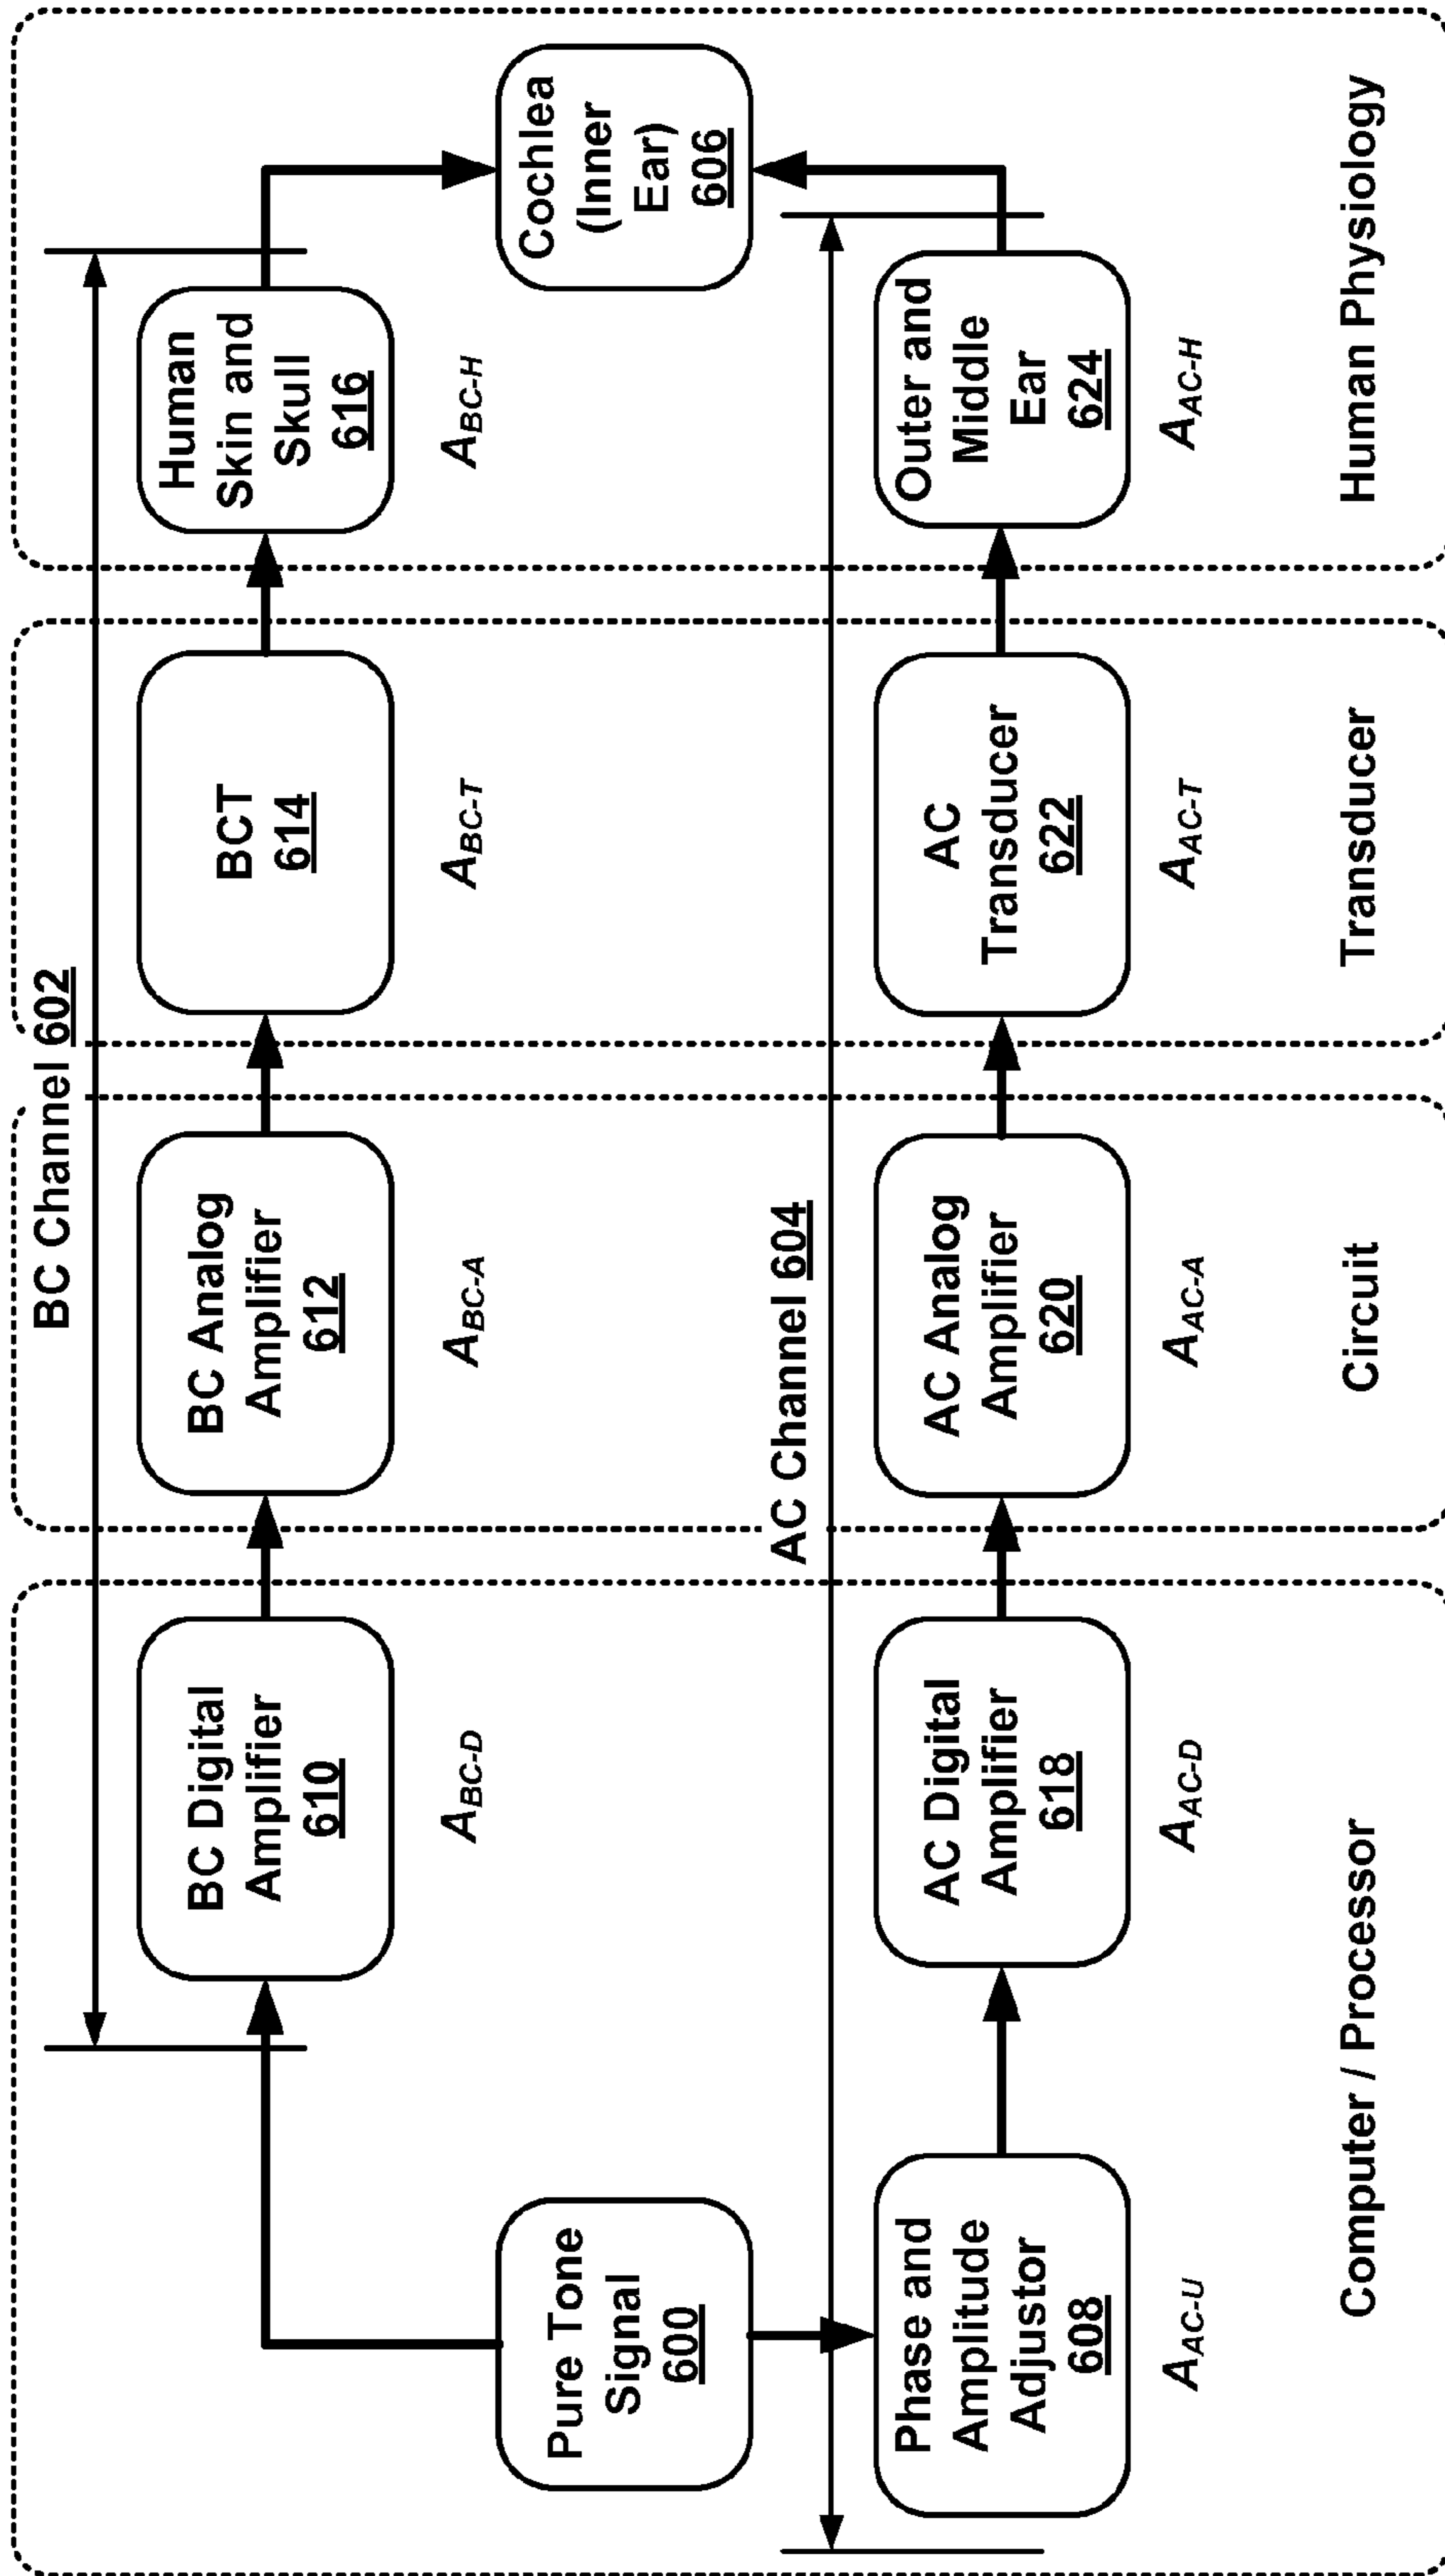 BC Channel 602
BC Digital
Amplifier
610
A_BC-D
BC Analog
Amplifier
612
A_BC-A
BCT
614
A_BC-T
Human
Skin and
Skull
616
A_BC-H
Pure Tone
Signal
600
Cochlea
(Inner
Ear)
606
AC Channel 604
Phase and
Amplitude
Adjustor
608
A_AC-U
AC Digital
Amplifier
618
A_AC-D
AC Analog
Amplifier
620
A_AC-A
AC
Transducer
622
A_AC-T
Outer and
Middle
Ear
624
A_AC-H
Computer / Processor
Circuit
Transducer
Human Physiology